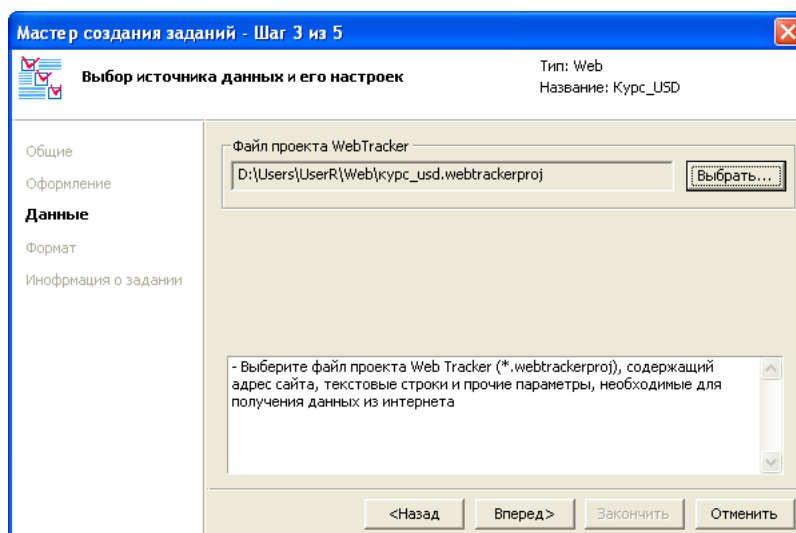 Мастер создания заданий - Шаг 3 из 5
Выбор источника данных и его настроек
Тип: Web
Название: Курс_USD
Общие
Оформление
Данные
Формат
Инофрмация о задании
Файл проекта WebTracker
D:\Users\UserR\Web\курс_usd.webtrackerproj
Выбрать...
- Выберите файл проекта Web Tracker (*.webtrackerproj), содержащий
адрес сайта, текстовые строки и прочие параметры, необходимые для
получения данных из интернета
<Назад
Вперед>
Закончить
Отменить